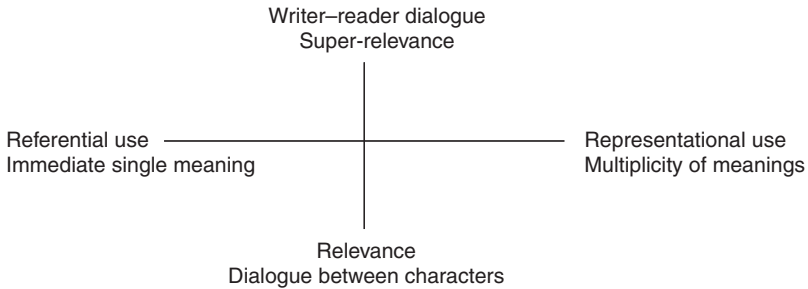 Writer–reader dialogue
Super-relevance
Referential use
Immediate single meaning
Representational use
Multiplicity of meanings
Relevance
Dialogue between characters